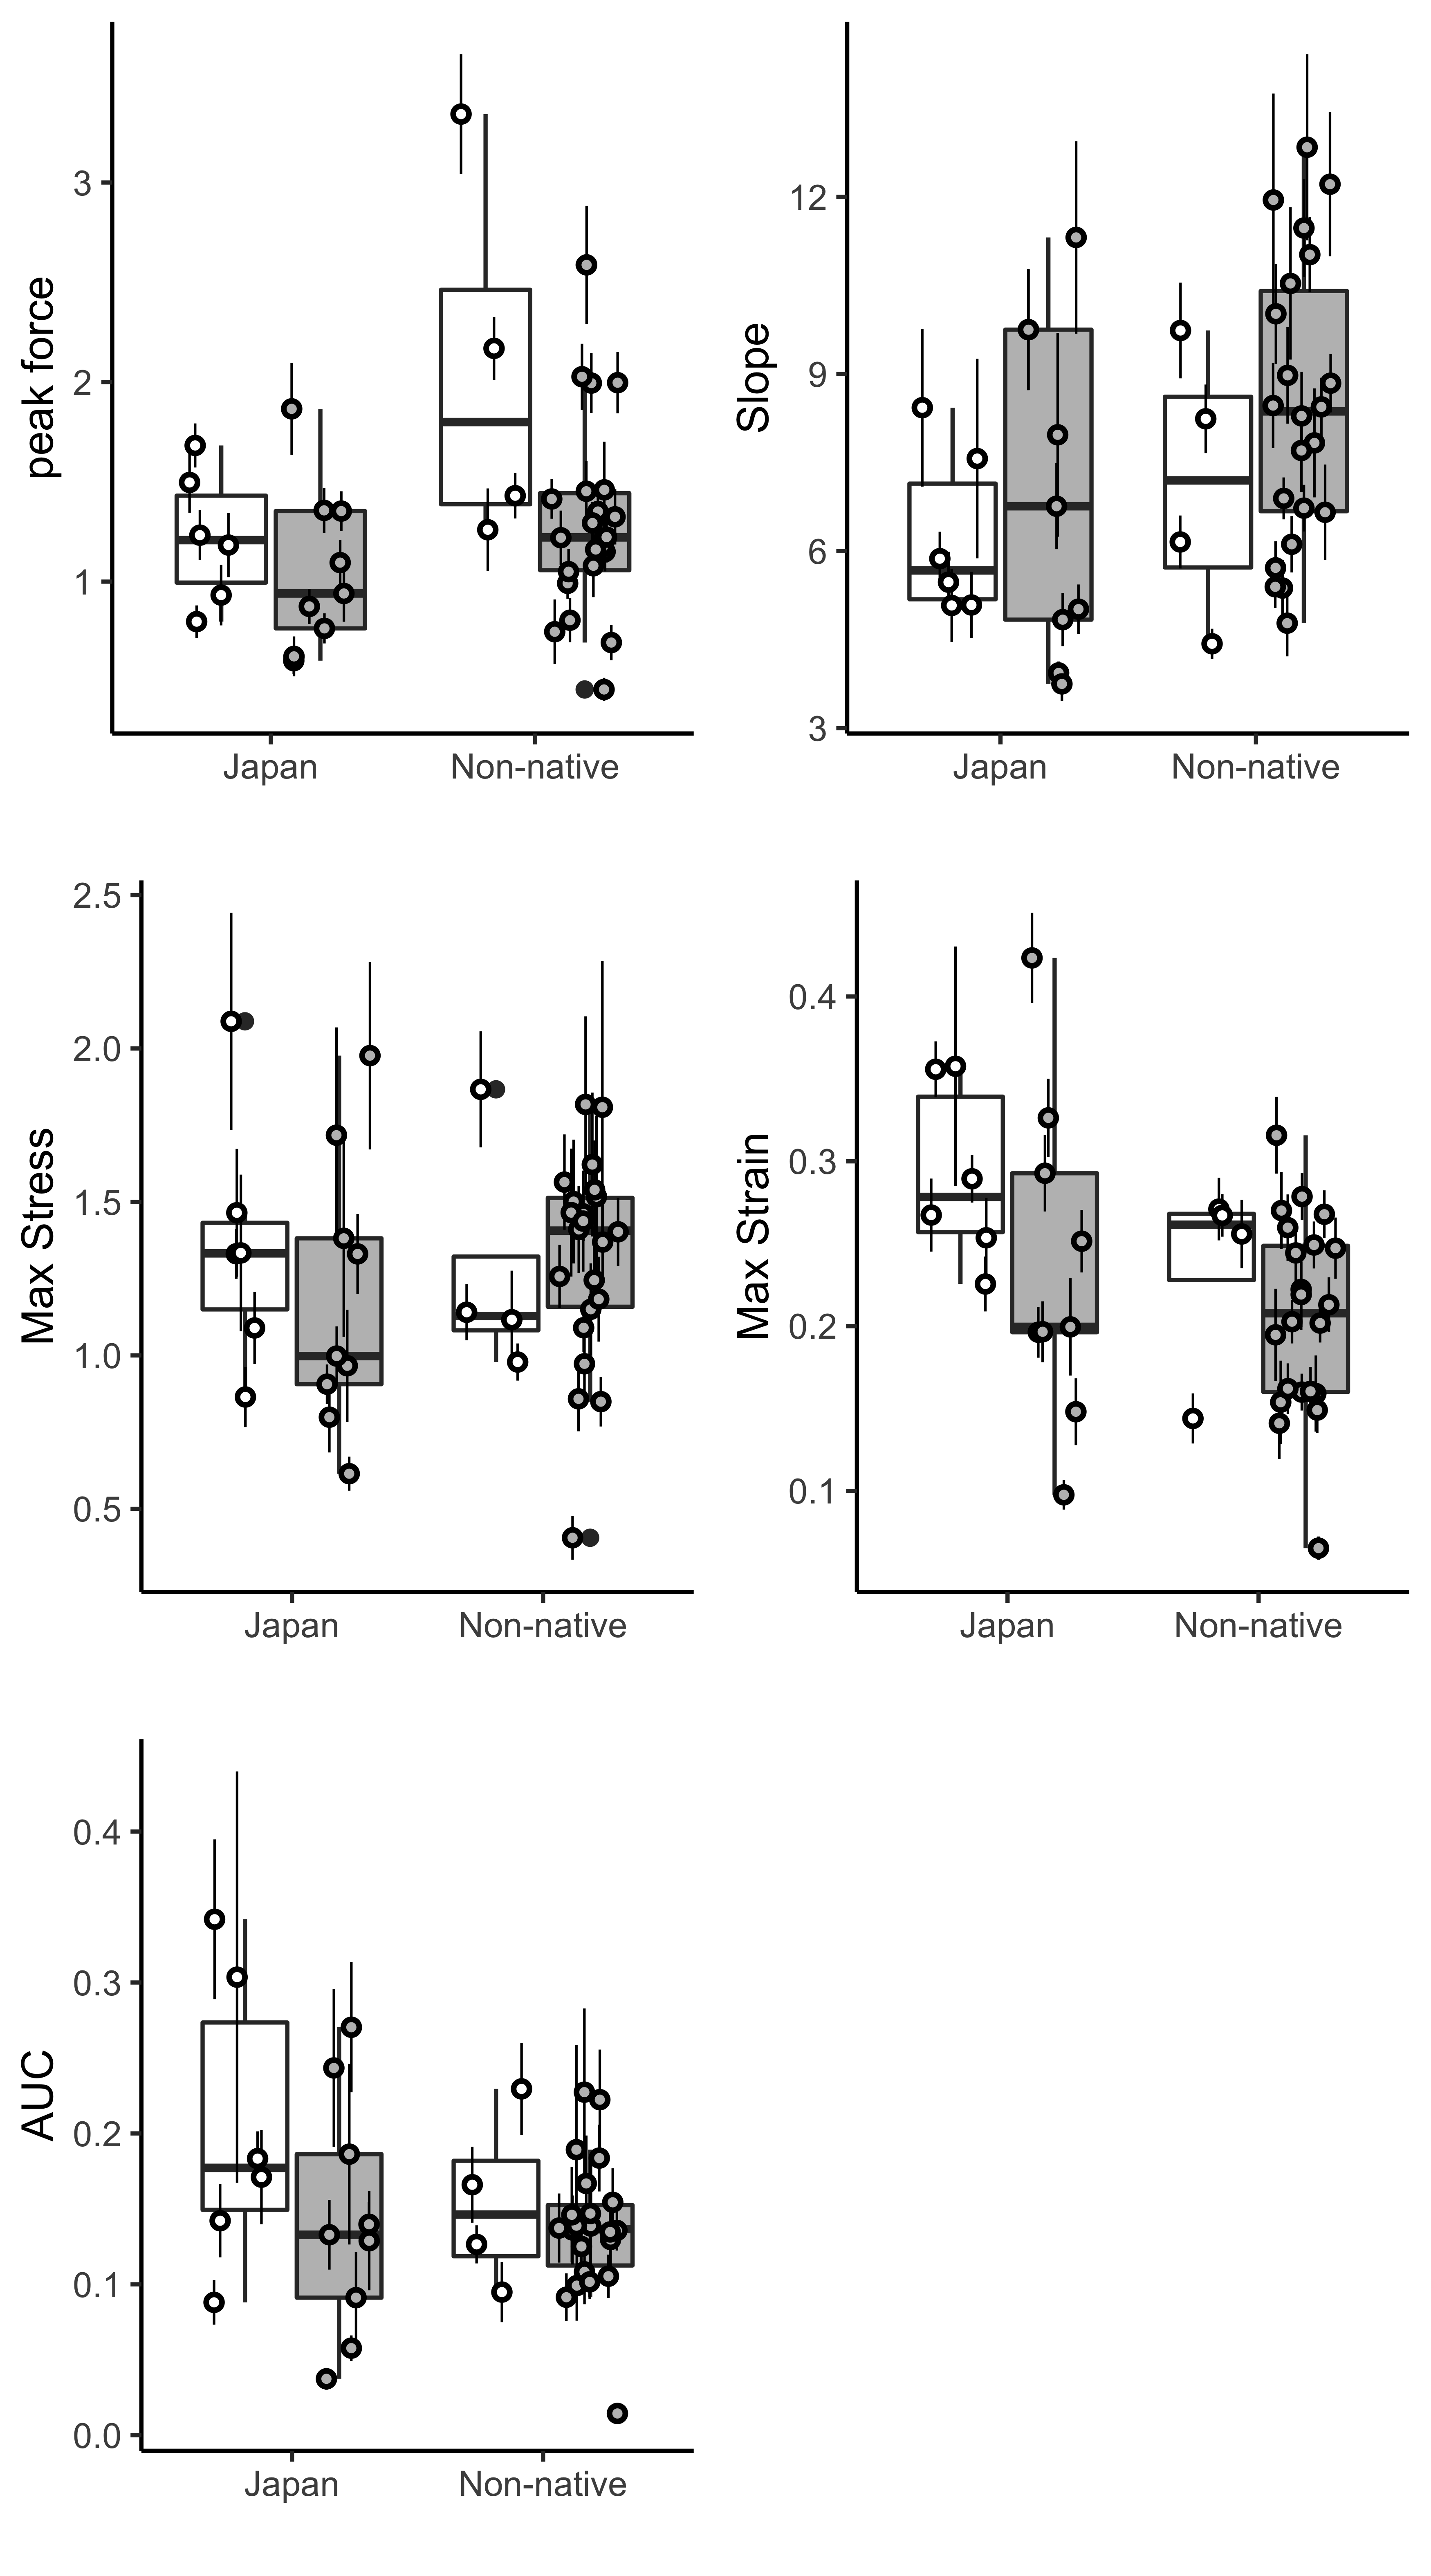 peak force
3
2
1
Japan
Non-native
Slope
12
9
6
3
Japan
Non-native
Max Stress
2.5
2.0
1.5
1.0
0.5
Japan
Non-native
Max Strain
0.4
0.3
0.2
0.1
Japan
Non-native
AUC
0.4
0.3
0.2
0.1
0.0
Japan
Non-native